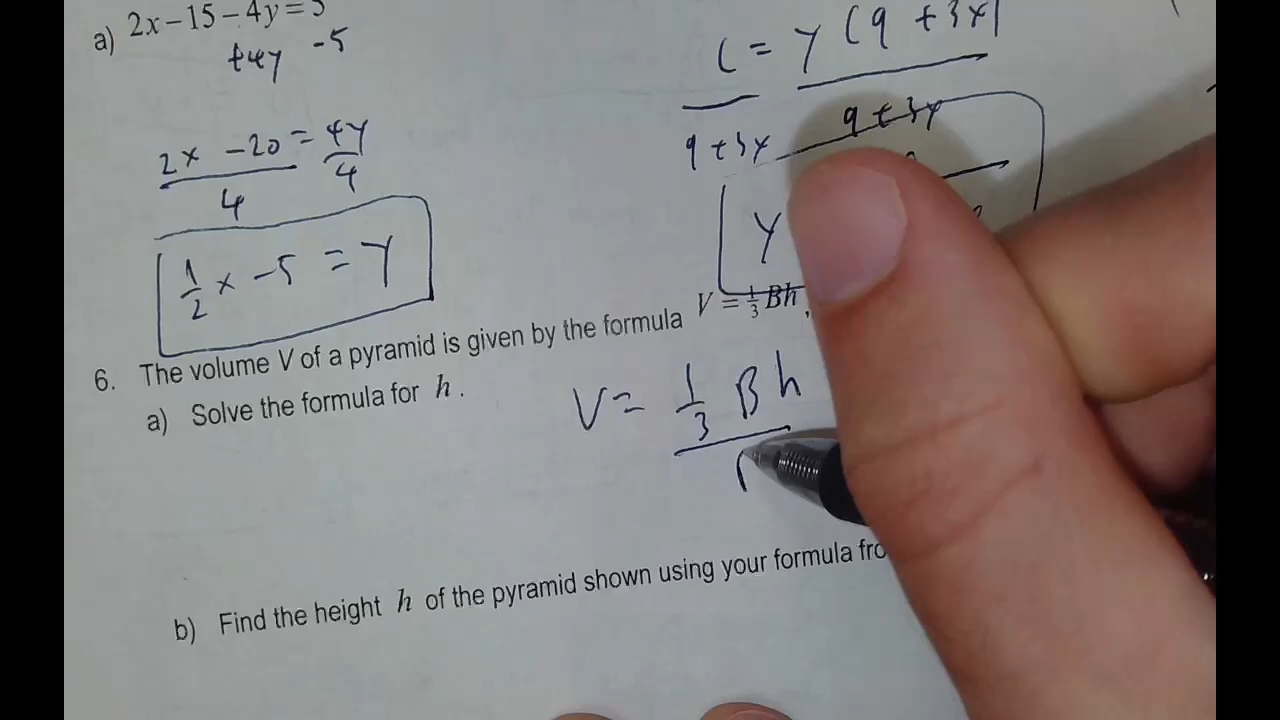 a) 2x – 15 – 4y = 5
+4y -5
2x -20 = 4y
4 4
1/2 x -5 = y
C = y (9 + 3x)
9 + 3x 9 + 3x
y
6. The volume V of a pyramid is given by the formula V = 1/3 Bh,
a) Solve the formula for h.
V = 1/3 B h
b) Find the height h of the pyramid shown using your formula